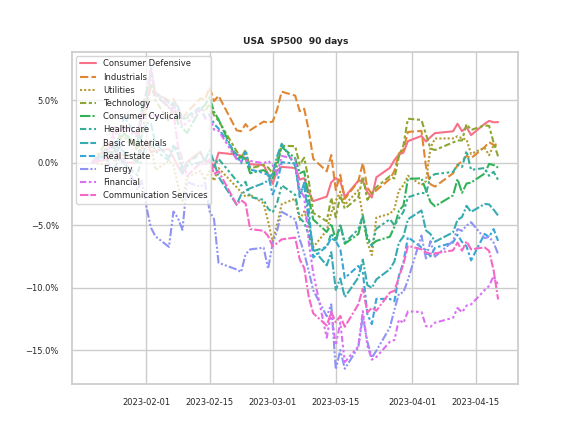 USA SP500 90 days
Consumer Defensive
Industrials
Utilities
Technology
Consumer Cyclical
Healthcare
Basic Materials
Real Estate
Energy
Financial
Communication Services
5.0%
0.0%
−5.0%
−10.0%
−15.0%
2023-02-01 2023-02-15 2023-03-01 2023-03-15 2023-04-01 2023-04-15